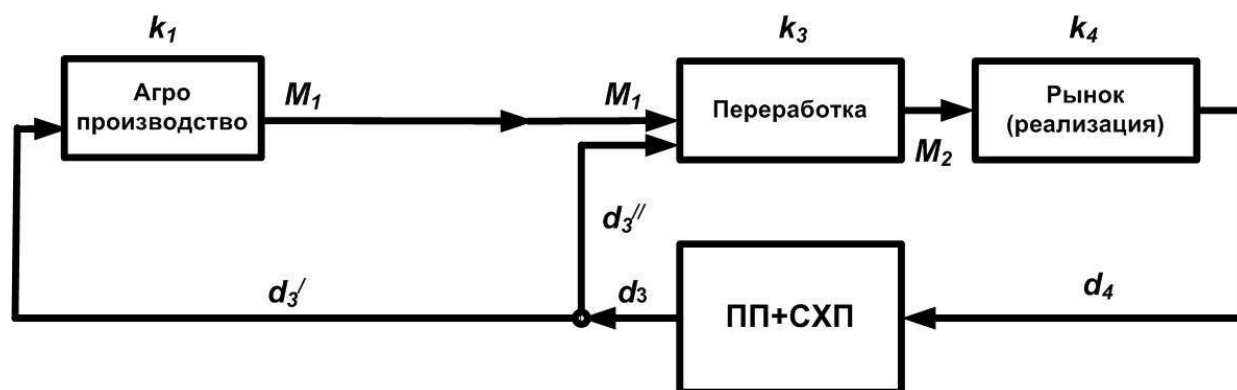 k₁
k₃
k₄
Агро
производство
M₁
M₁
Переработка
M₂
Рынок
(реализация)
d₃//
d₃/
d₃
ПП+СХП
d₄